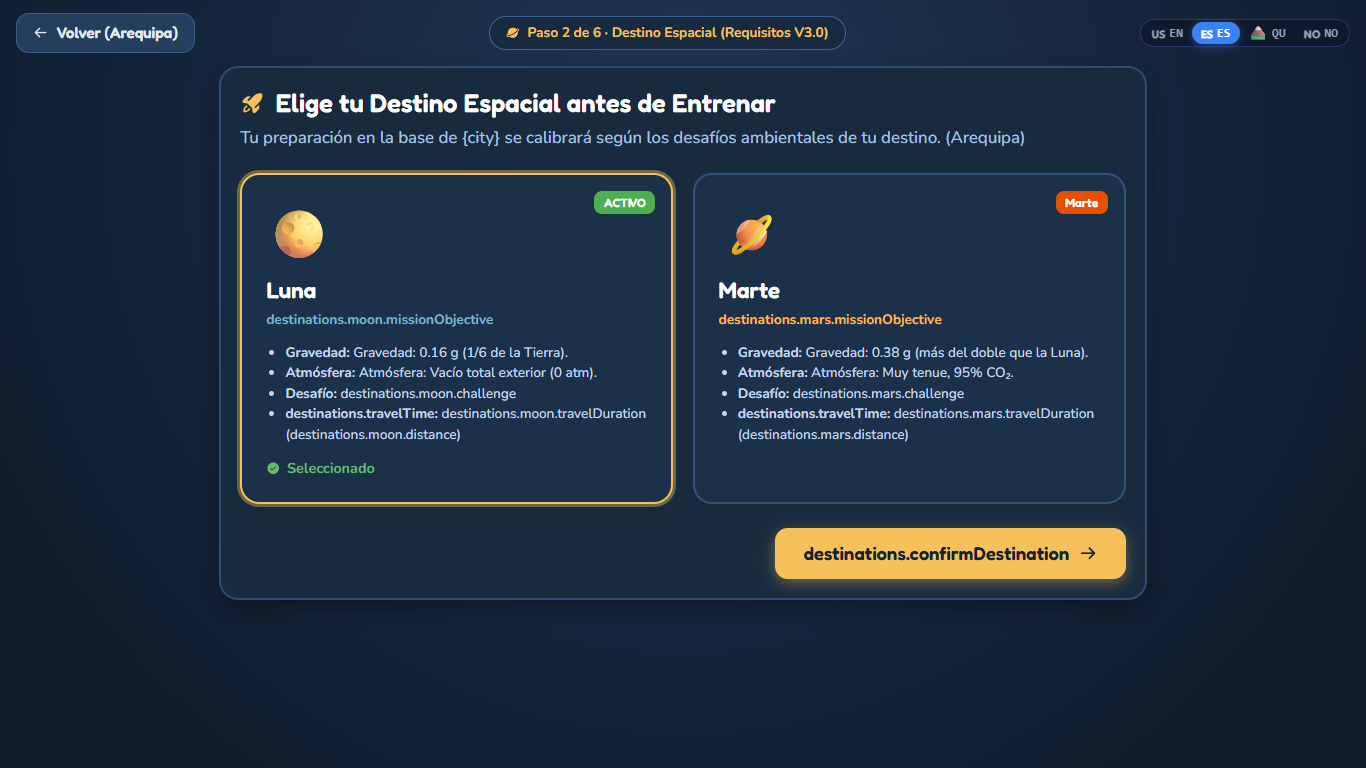 Volver (Arequipa)
Paso 2 de 6 · Destino Espacial (Requisitos V3.0)
US EN ES ES QU NO NO
Elige tu Destino Espacial antes de Entrenar
Tu preparación en la base de {city} se calibrará según los desafíos ambientales de tu destino. (Arequipa)
ACTIVO
Luna
destinations.moon.missionObjective
Gravedad: Gravedad: 0.16 g (1/6 de la Tierra).
Atmósfera: Atmósfera: Vacío total exterior (0 atm).
Desafío: destinations.moon.challenge
destinations.travelTime: destinations.moon.travelDuration
(destinations.moon.distance)
Seleccionado
Marte
Marte
destinations.mars.missionObjective
Gravedad: Gravedad: 0.38 g (más del doble que la Luna).
Atmósfera: Atmósfera: Muy tenue, 95% CO₂.
Desafío: destinations.mars.challenge
destinations.travelTime: destinations.mars.travelDuration
(destinations.mars.distance)
destinations.confirmDestination